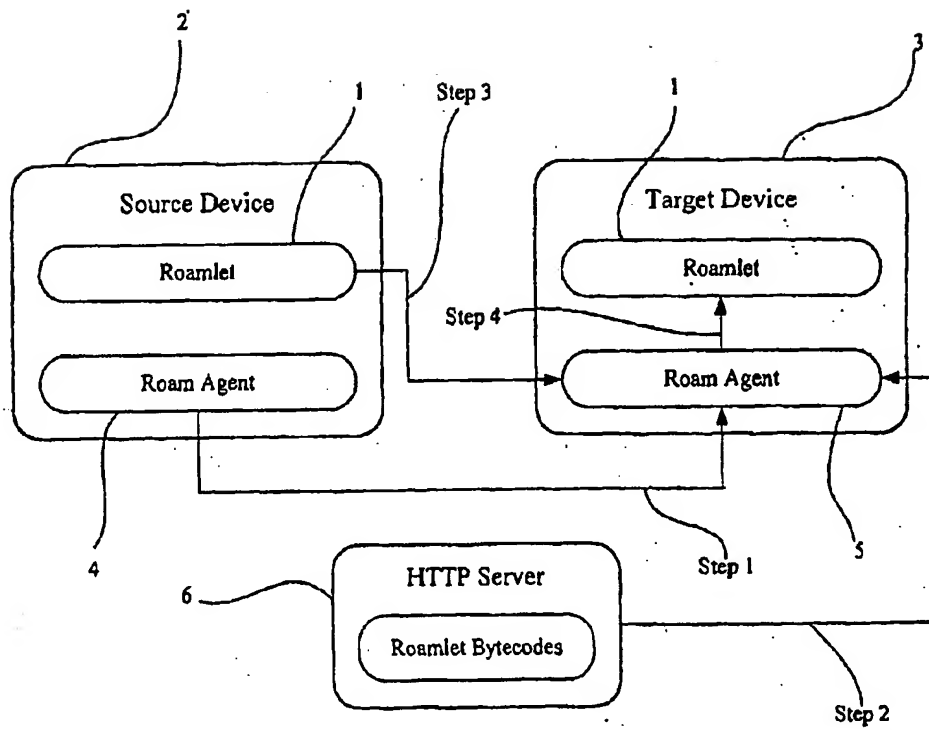 2
3
1
Step 3
1
Source Device
Target Device
Roamlet
Roamlet
Step 4
Roam Agent
Roam Agent
4
Step 1
5
6
HTTP Server
Roamlet Bytecodes
Step 2